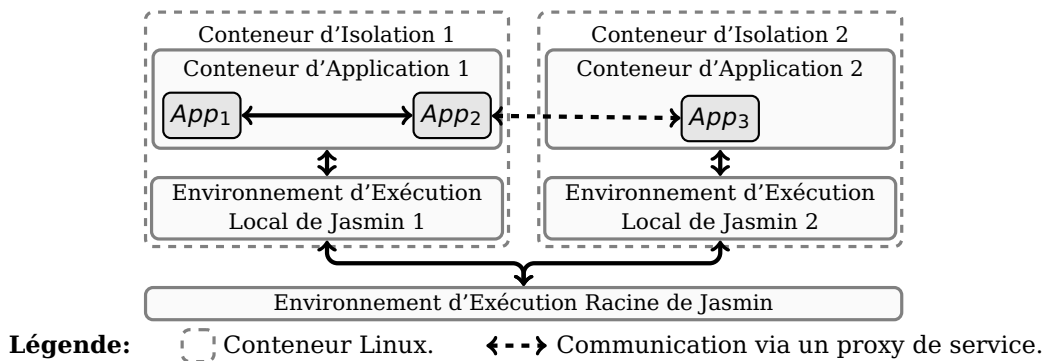 Conteneur d'Isolation 1
Conteneur d'Isolation 2
Conteneur d'Application 1
Conteneur d'Application 2
App₁
App₂
App₃
Environnement d'Exécution
Local de Jasmin 1
Environnement d'Exécution
Local de Jasmin 2
Environnement d'Exécution Racine de Jasmin
Légende: Conteneur Linux. Communication via un proxy de service.